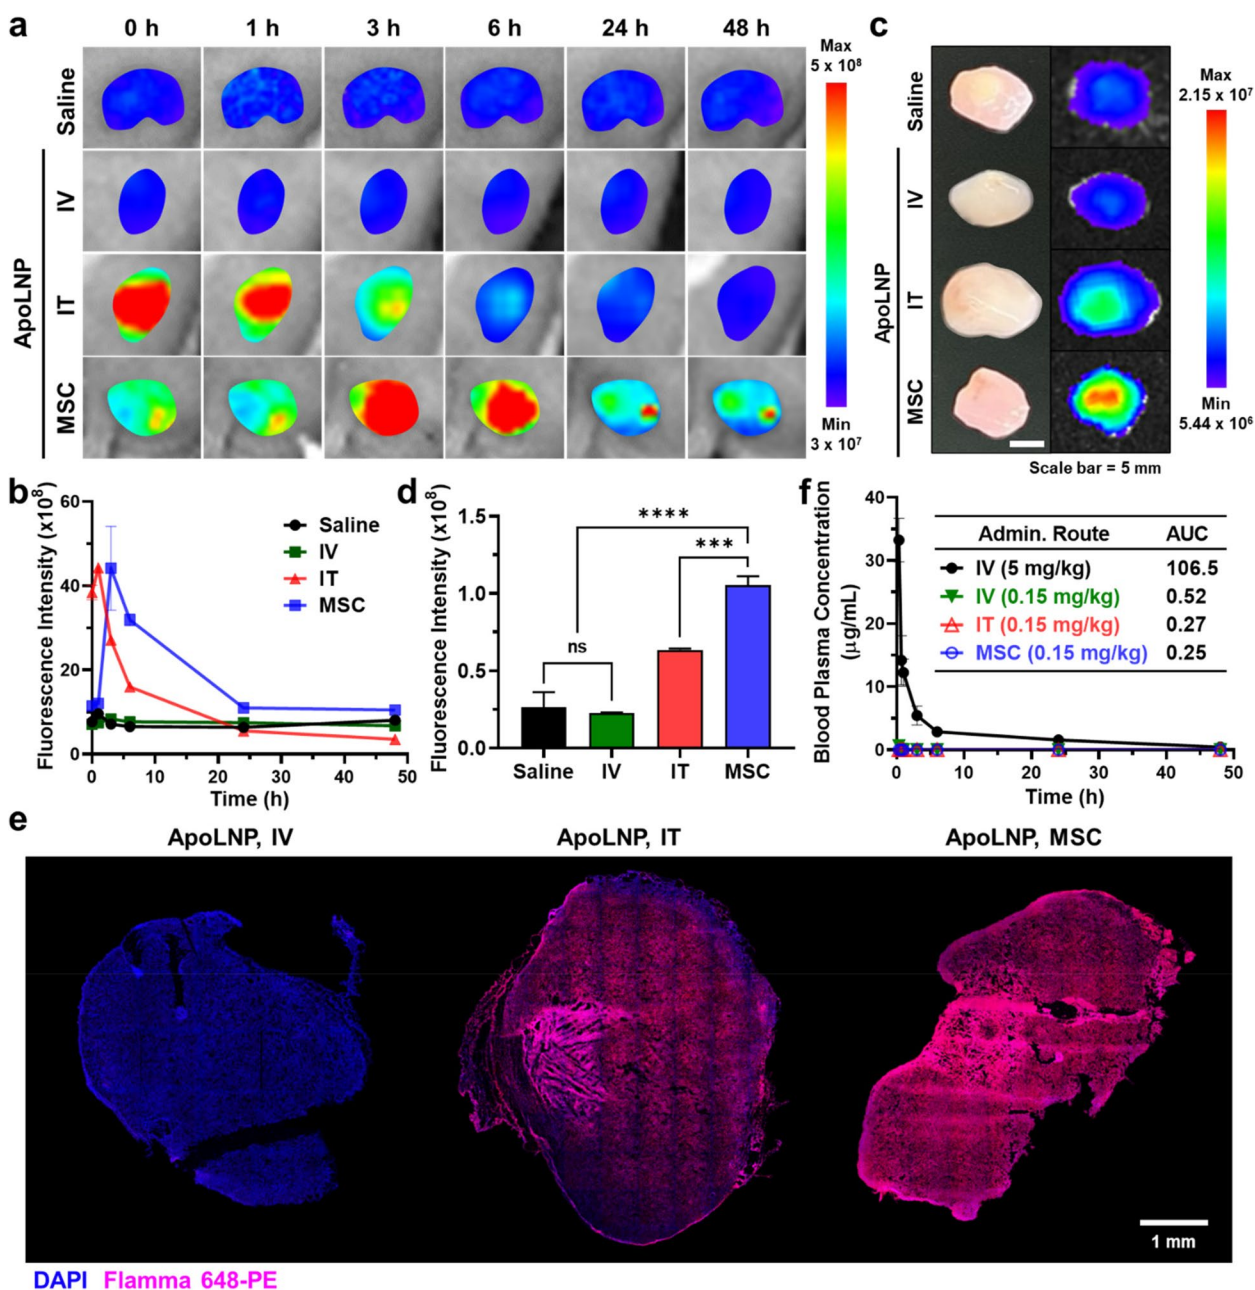 a
0 h 1 h 3 h 6 h 24 h 48 h
Saline
ApoLNP
IV
IT
MSC
Max
5 x 10⁸
Min
3 x 10⁷
c
Saline
ApoLNP
IV
IT
MSC
Max
2.15 x 10⁷
Min
5.44 x 10⁶
Scale bar = 5 mm
b
Fluorescence Intensity (x10⁸)
60
40
20
0
0 10 20 30 40 50
Time (h)
Saline
IV
IT
MSC
d
Fluorescence Intensity (x10⁸)
1.5
1.0
0.5
0.0
ns
****
***
Saline IV IT MSC
f
Blood Plasma Concentration
(µg/mL)
40
30
20
10
0
0 10 20 30 40 50
Time (h)
Admin. Route AUC
IV (5 mg/kg) 106.5
IV (0.15 mg/kg) 0.52
IT (0.15 mg/kg) 0.27
MSC (0.15 mg/kg) 0.25
e
ApoLNP, IV ApoLNP, IT ApoLNP, MSC
1 mm
DAPI Flamma 648-PE